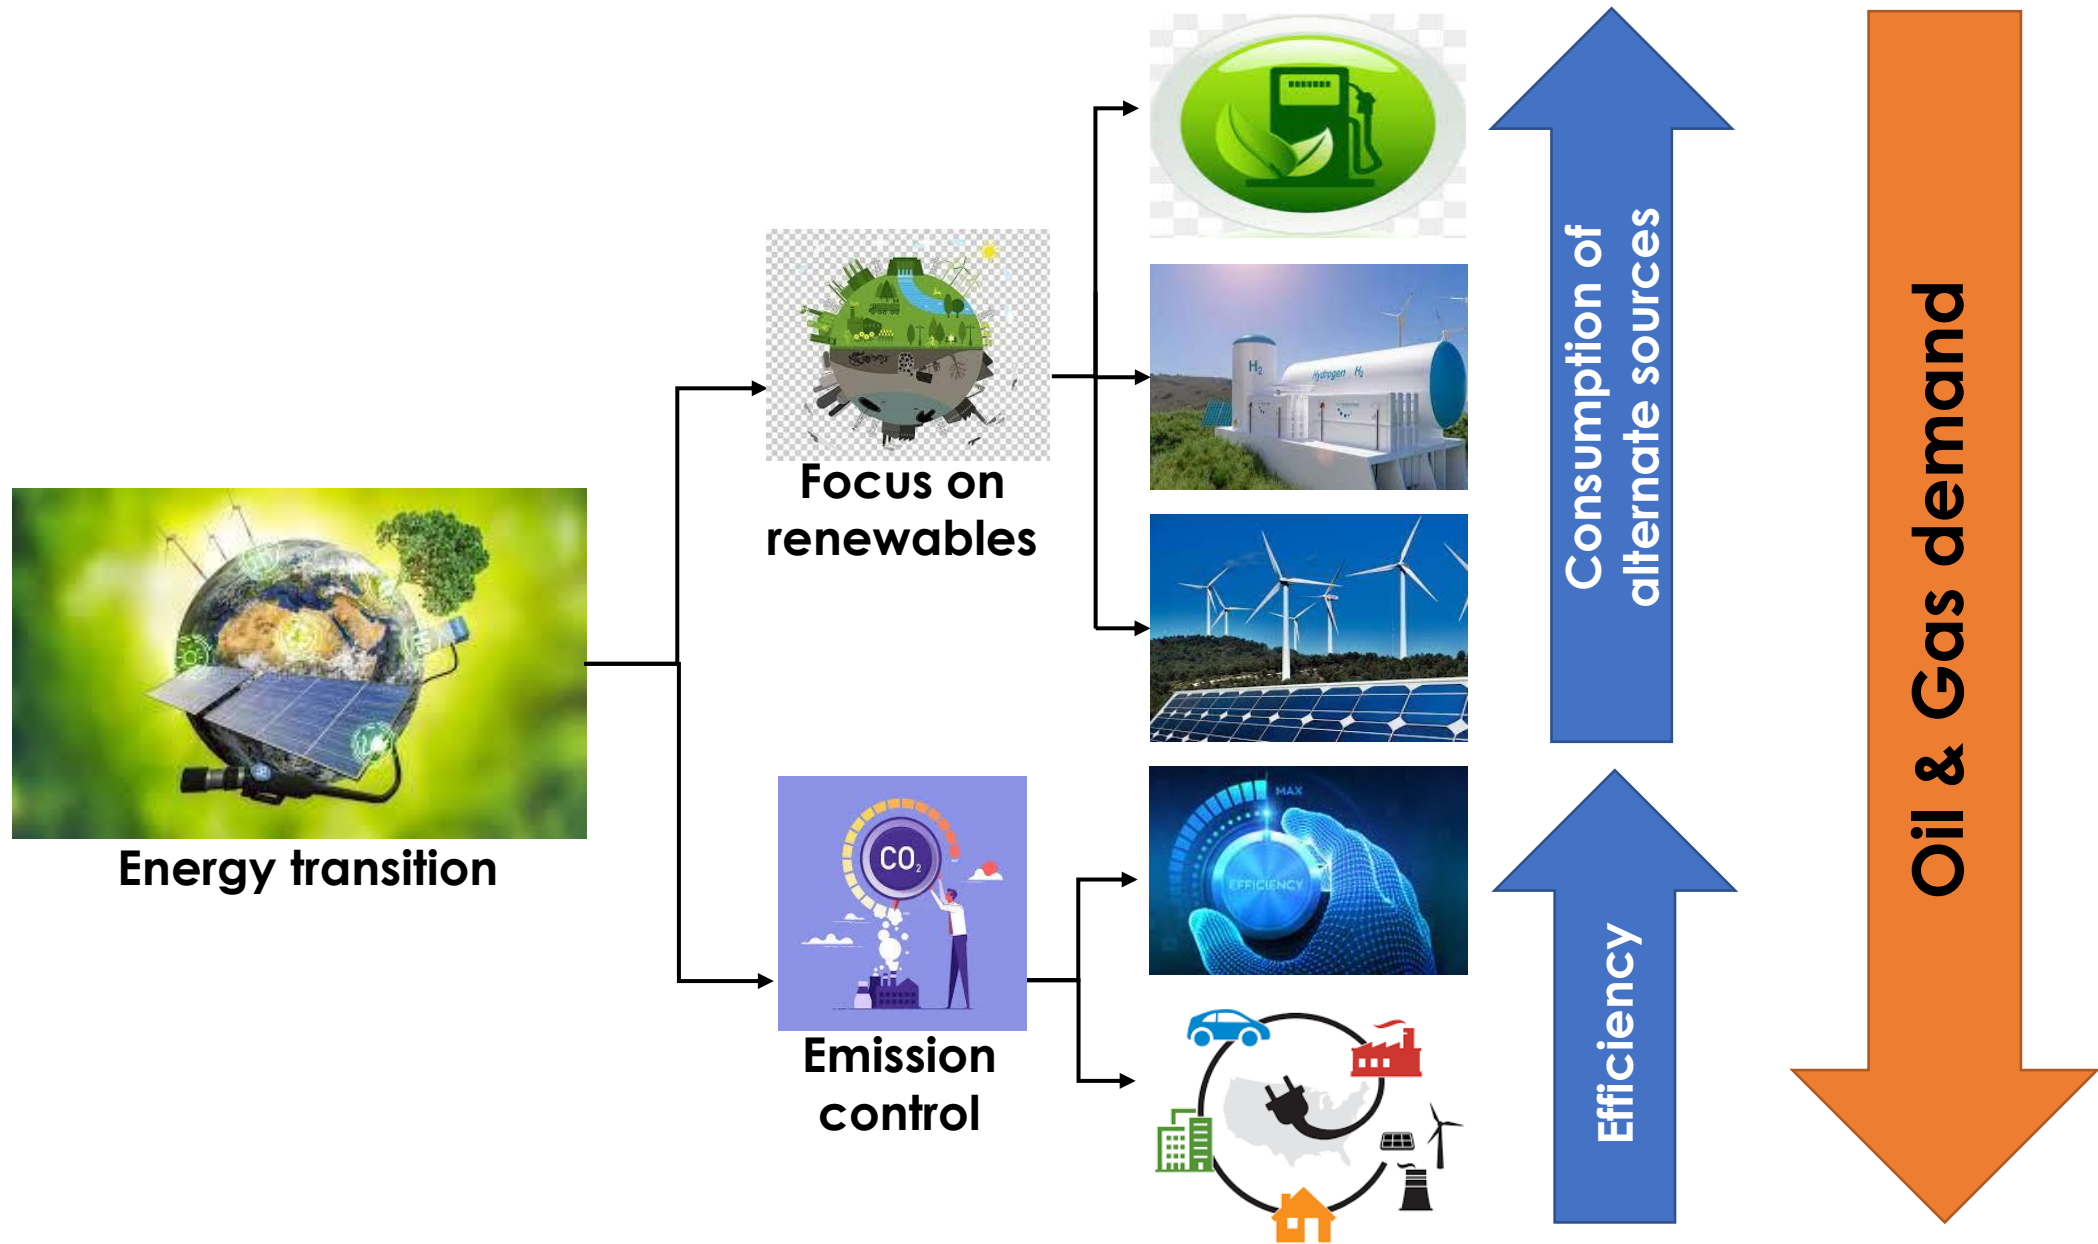 Energy transition
Focus on
renewables
Emission
control
CO2
H2
Hydrogen H2
MAX
EFFICIENCY
Consumption of
alternate sources
Efficiency
Oil & Gas demand